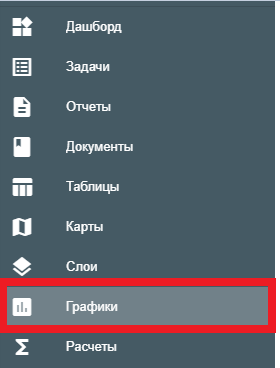 Дашборд
Задачи
Отчеты
Документы
Таблицы
Карты
Слои
Графики
Расчеты